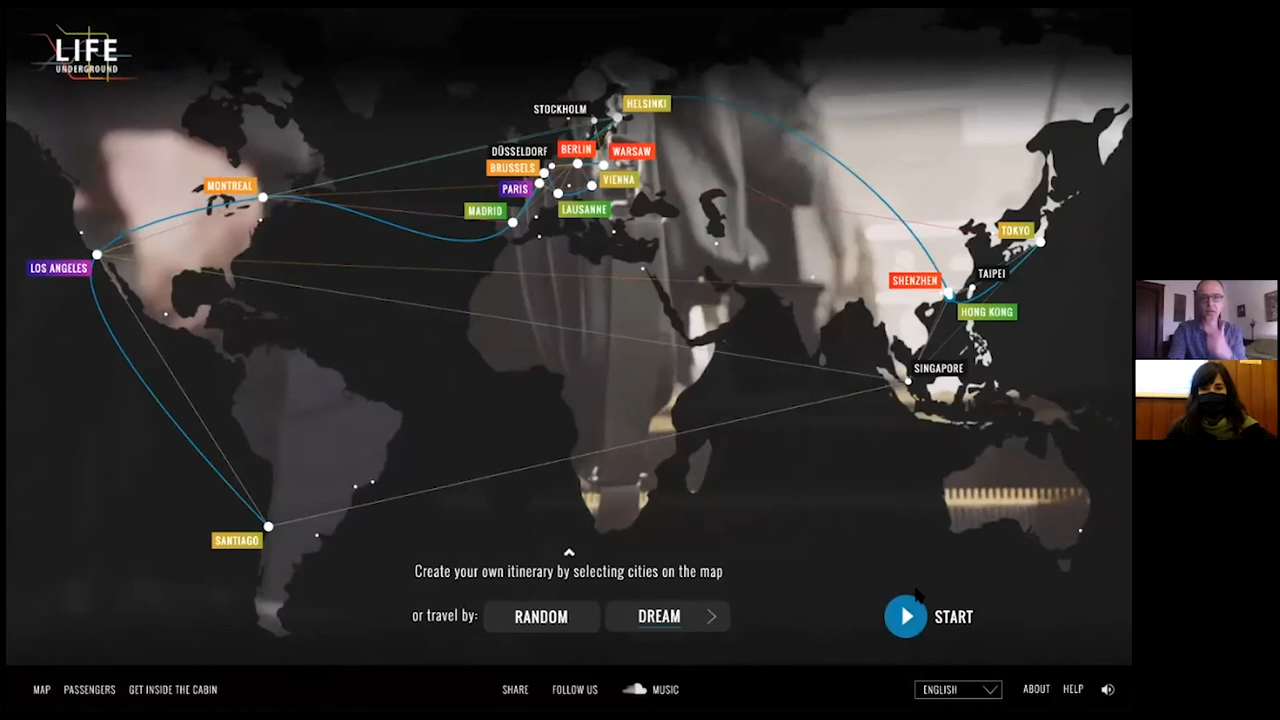 LIFE
UNDERGROUND
STOCKHOLM
HELSINKI
DÜSSELDORF
BERLIN
WARSAW
BRUSSELS
VIENNA
MONTREAL
PARIS
MADRID
LAUSANNE
TOKYO
LOS ANGELES
SHENZHEN
TAIPEI
HONG KONG
SINGAPORE
SANTIAGO
Create your own itinerary by selecting cities on the map
or travel by: RANDOM DREAM
START
MAP PASSENGERS GET INSIDE THE CABIN SHARE FOLLOW US MUSIC ENGLISH ABOUT HELP